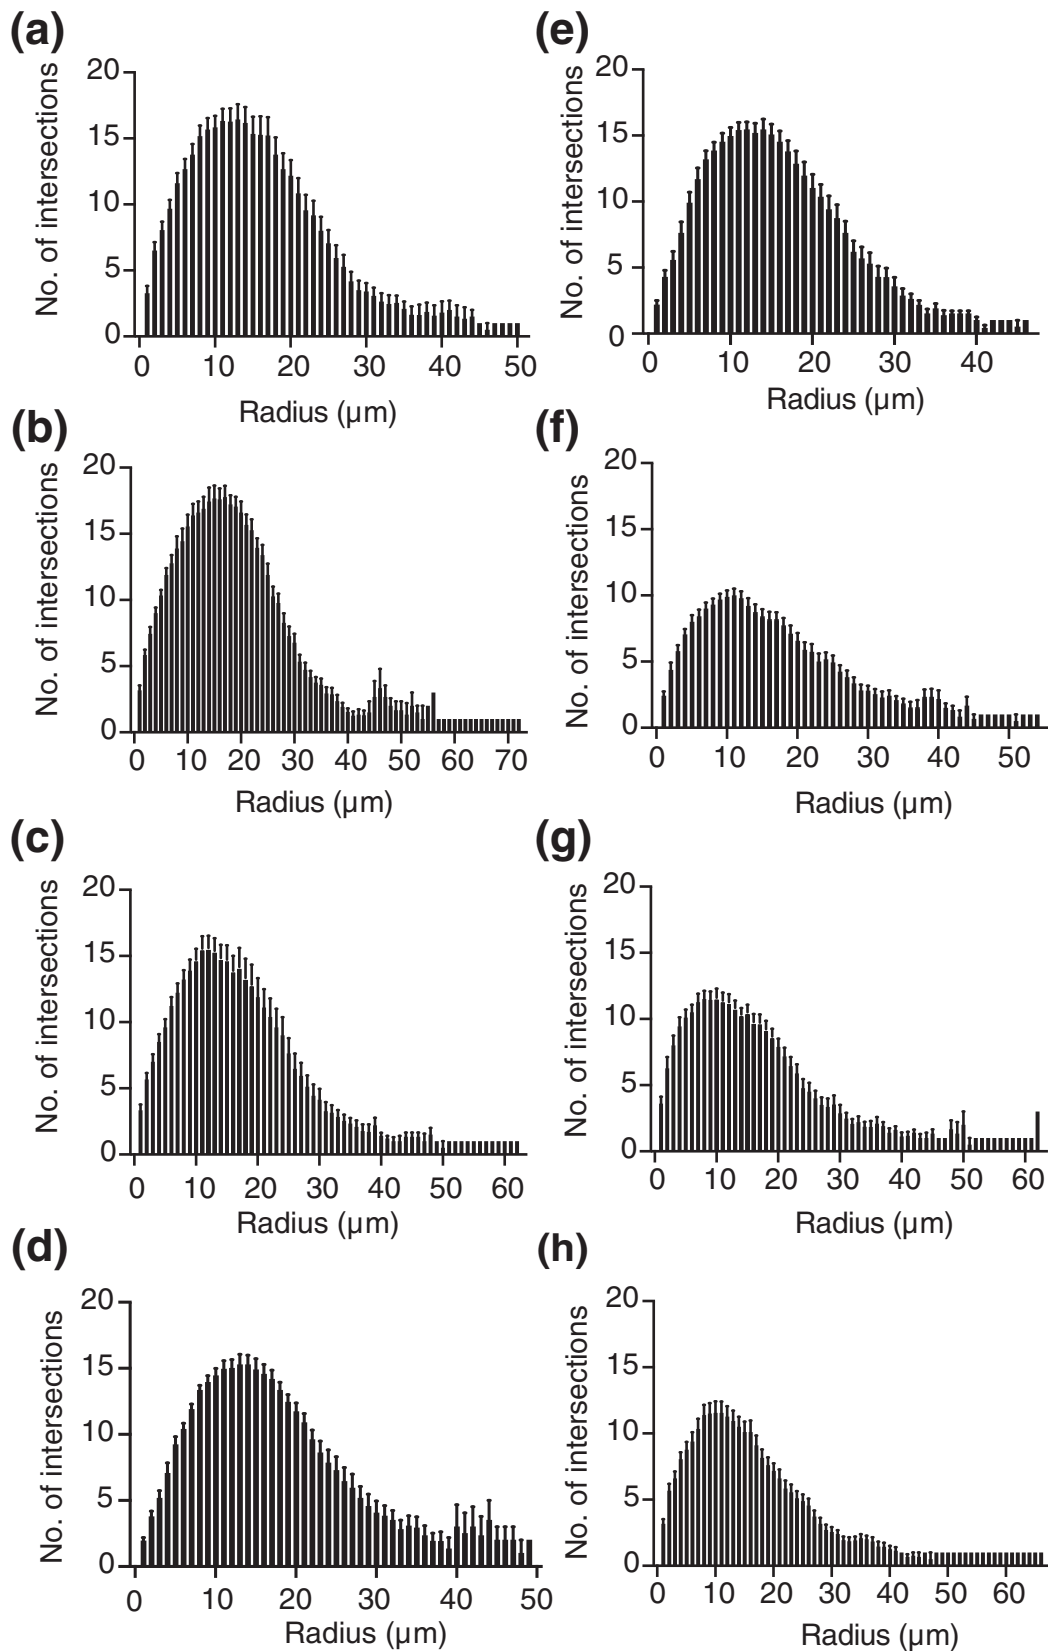 (a)
No. of intersections
20
15
10
5
0
0 10 20 30 40 50
Radius (µm)
(e)
No. of intersections
20
15
10
5
0
0 10 20 30 40
Radius (µm)
(b)
No. of intersections
20
15
10
5
0
0 10 20 30 40 50 60 70
Radius (µm)
(f)
No. of intersections
20
15
10
5
0
0 10 20 30 40 50
Radius (µm)
(c)
No. of intersections
20
15
10
5
0
0 10 20 30 40 50 60
Radius (µm)
(g)
No. of intersections
20
15
10
5
0
0 10 20 30 40 50 60
Radius (µm)
(d)
No. of intersections
20
15
10
5
0
0 10 20 30 40 50
Radius (µm)
(h)
No. of intersections
20
15
10
5
0
0 10 20 30 40 50 60
Radius (µm)